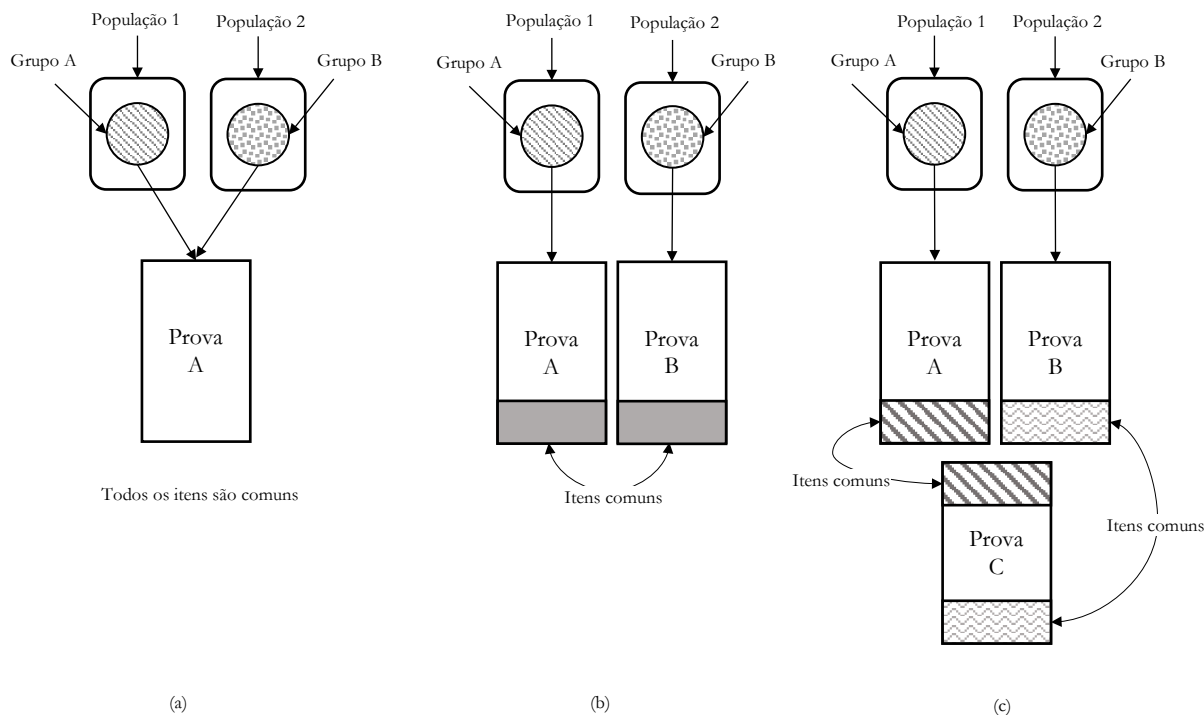 População 1
População 2
Grupo A
Grupo B
Prova
A
Todos os itens são comuns
(a)
População 1
População 2
Grupo A
Grupo B
Prova
A
Prova
B
Itens comuns
(b)
População 1
População 2
Grupo A
Grupo B
Prova
A
Prova
B
Itens comuns
Itens comuns
Prova
C
(c)